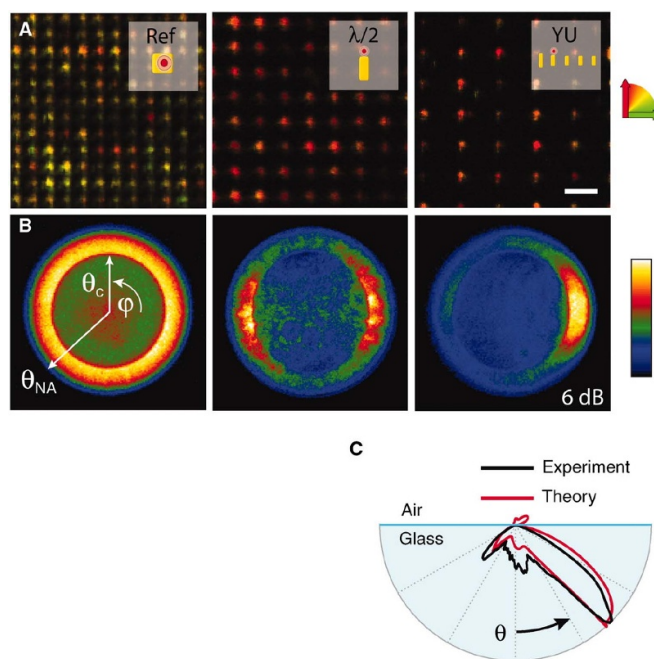 A
Ref
λ/2
YU
B
θc
φ
θNA
6 dB
C
Experiment
Theory
Air
Glass
θ